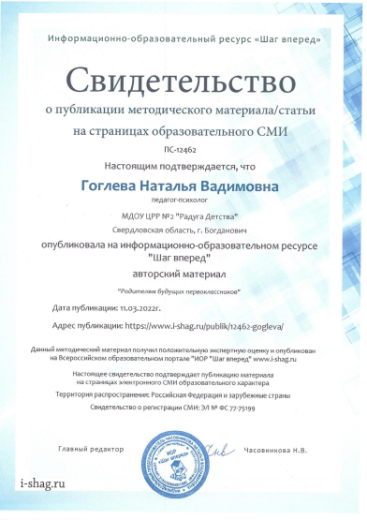 Информационно-образовательный ресурс «Шаг вперед»
Свидетельство
о публикации методического материала/статьи
на страницах образовательного СМИ
ПС-12462
Настоящим подтверждается, что
Гоглева Наталья Вадимовна
педагог-психолог
МДОУ ЦРР №2 "Радуга Детства"
Свердловская область, г. Богданович
опубликовала на информационно-образовательном ресурсе
"Шаг вперед"
авторский материал
"Родителям будущих первоклассников"
Дата публикации: 11.03.2022г.
Адрес публикации: https://www.i-shag.ru/publik/12462-gogleva/
Данный методический материал получил положительную экспертную оценку и опубликован
на Всероссийском образовательном портале "ИОР "Шаг вперед" www.i-shag.ru
Настоящее свидетельство подтверждает публикацию материала
на страницах электронного СМИ образовательного характера
Территория распространения: Российская Федерация и зарубежные страны
Свидетельство о регистрации СМИ: ЭЛ № ФС 77-75199
Главный редактор
Часовникова Н.В.
ИОР
"Шаг вперед"
i-shag.ru